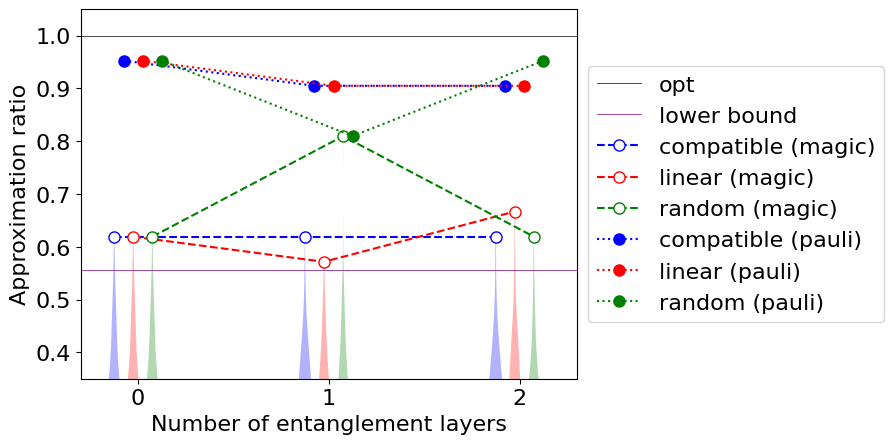 1.0
0.9
0.8
0.7
0.6
0.5
0.4
Approximation ratio
0 1 2
Number of entanglement layers
opt
lower bound
compatible (magic)
linear (magic)
random (magic)
compatible (pauli)
linear (pauli)
random (pauli)